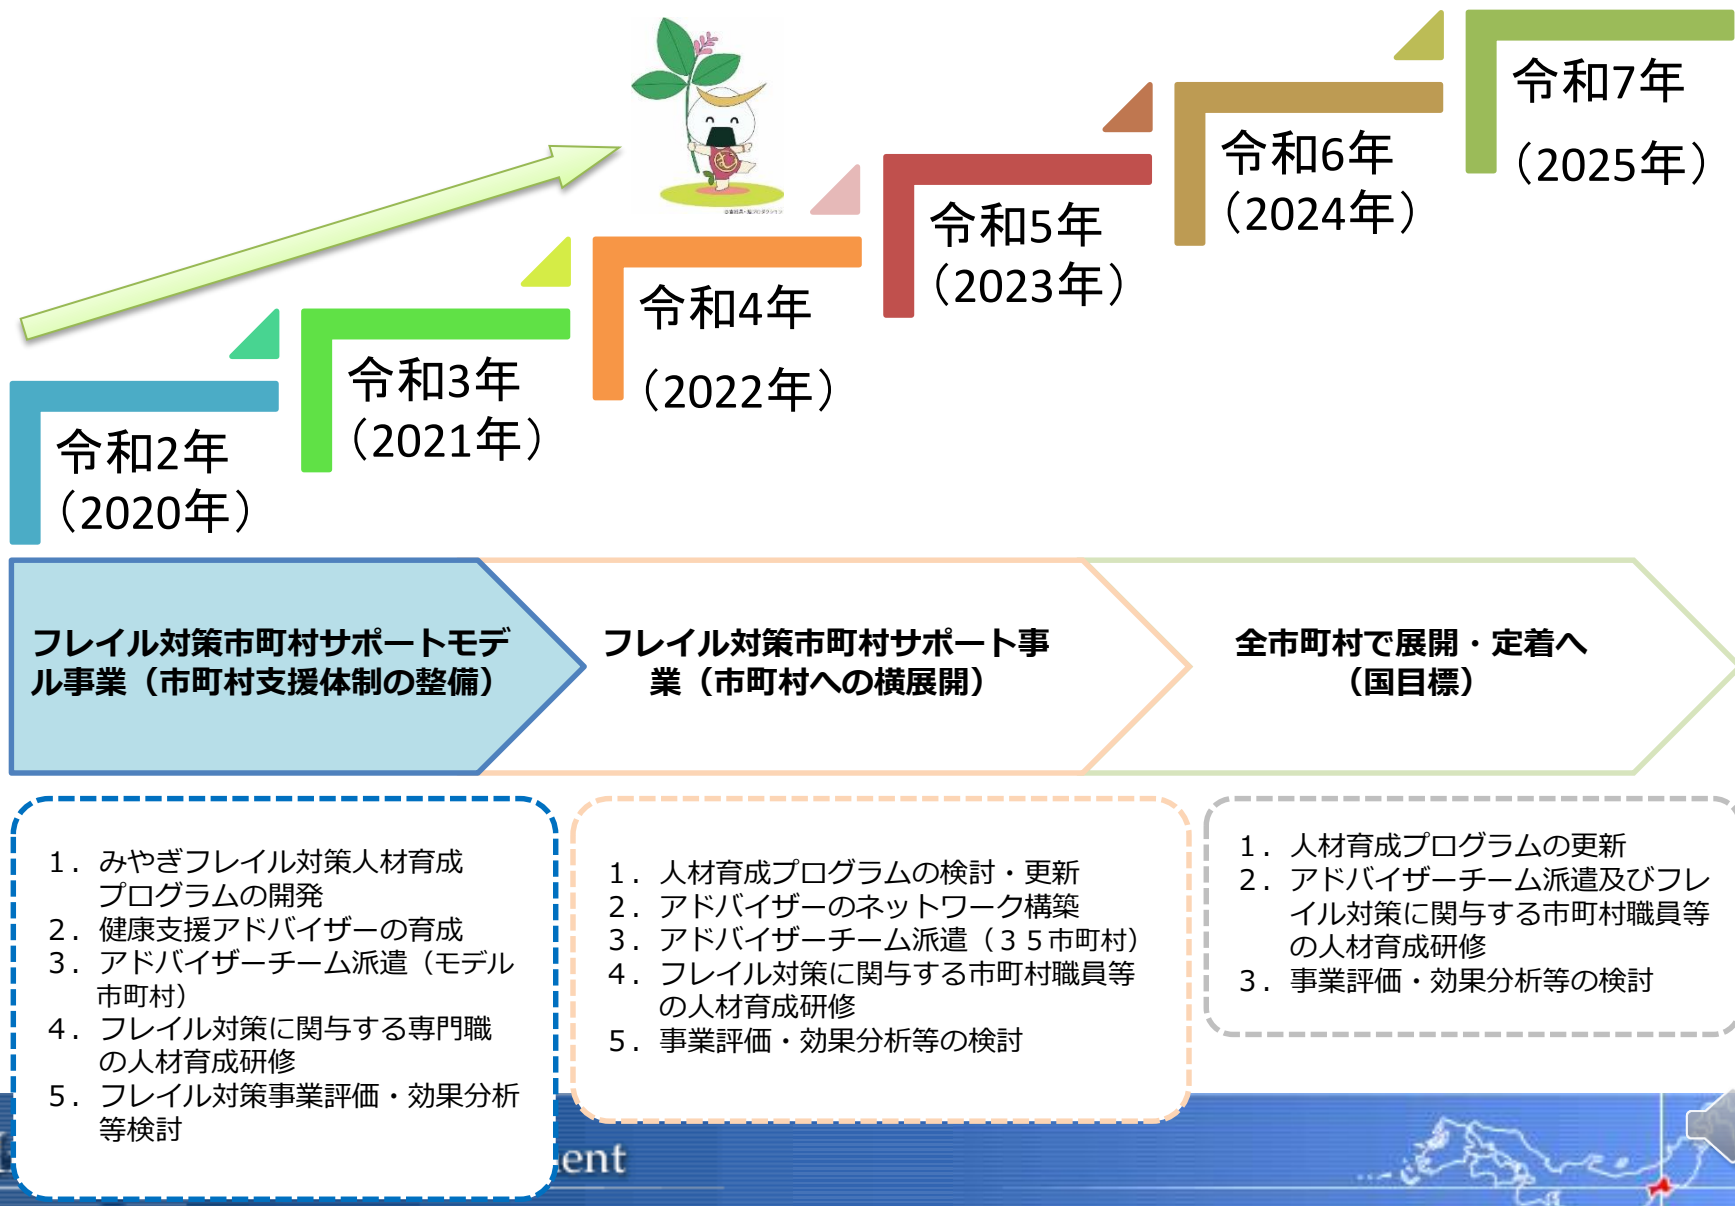 令和2年
（2020年）
令和3年
（2021年）
令和4年
（2022年）
令和5年
（2023年）
令和6年
（2024年）
令和7年
（2025年）
む
フレイル対策市町村サポートモデ
ル事業（市町村支援体制の整備）
フレイル対策市町村サポート事
業（市町村への横展開）
全市町村で展開・定着へ
（国目標）
１．みやぎフレイル対策人材育成
プログラムの開発
２．健康支援アドバイザーの育成
３．アドバイザーチーム派遣（モデル
市町村）
４．フレイル対策に関与する専門職
の人材育成研修
５．フレイル対策事業評価・効果分析
等検討
１．人材育成プログラムの検討・更新
２．アドバイザーのネットワーク構築
３．アドバイザーチーム派遣（３５市町村）
４．フレイル対策に関与する市町村職員等
の人材育成研修
５．事業評価・効果分析等の検討
１．人材育成プログラムの更新
２．アドバイザーチーム派遣及びフレ
イル対策に関与する市町村職員等
の人材育成研修
３．事業評価・効果分析等の検討
ent